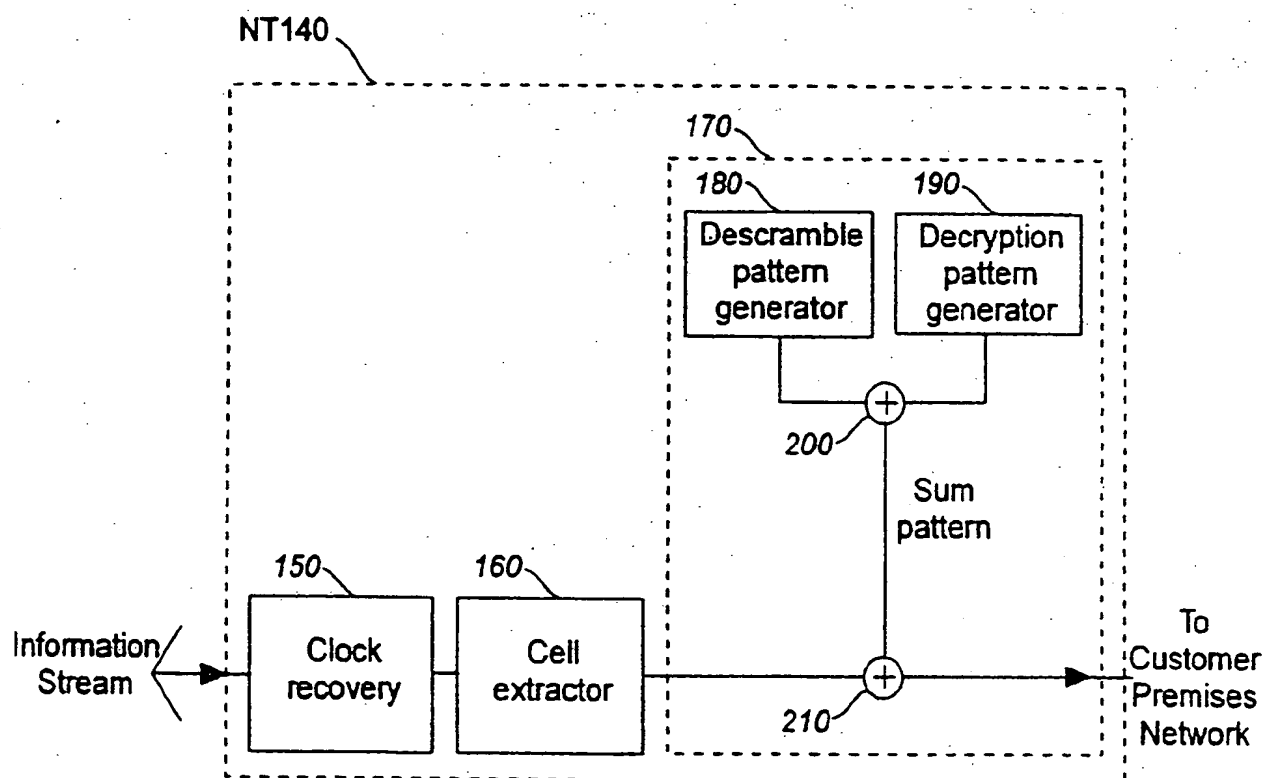 NT140
170
180
190
Descramble
pattern
generator
Decryption
pattern
generator
200
Sum
pattern
150
160
Information
Stream
Clock
recovery
Cell
extractor
210
To
Customer
Premises
Network